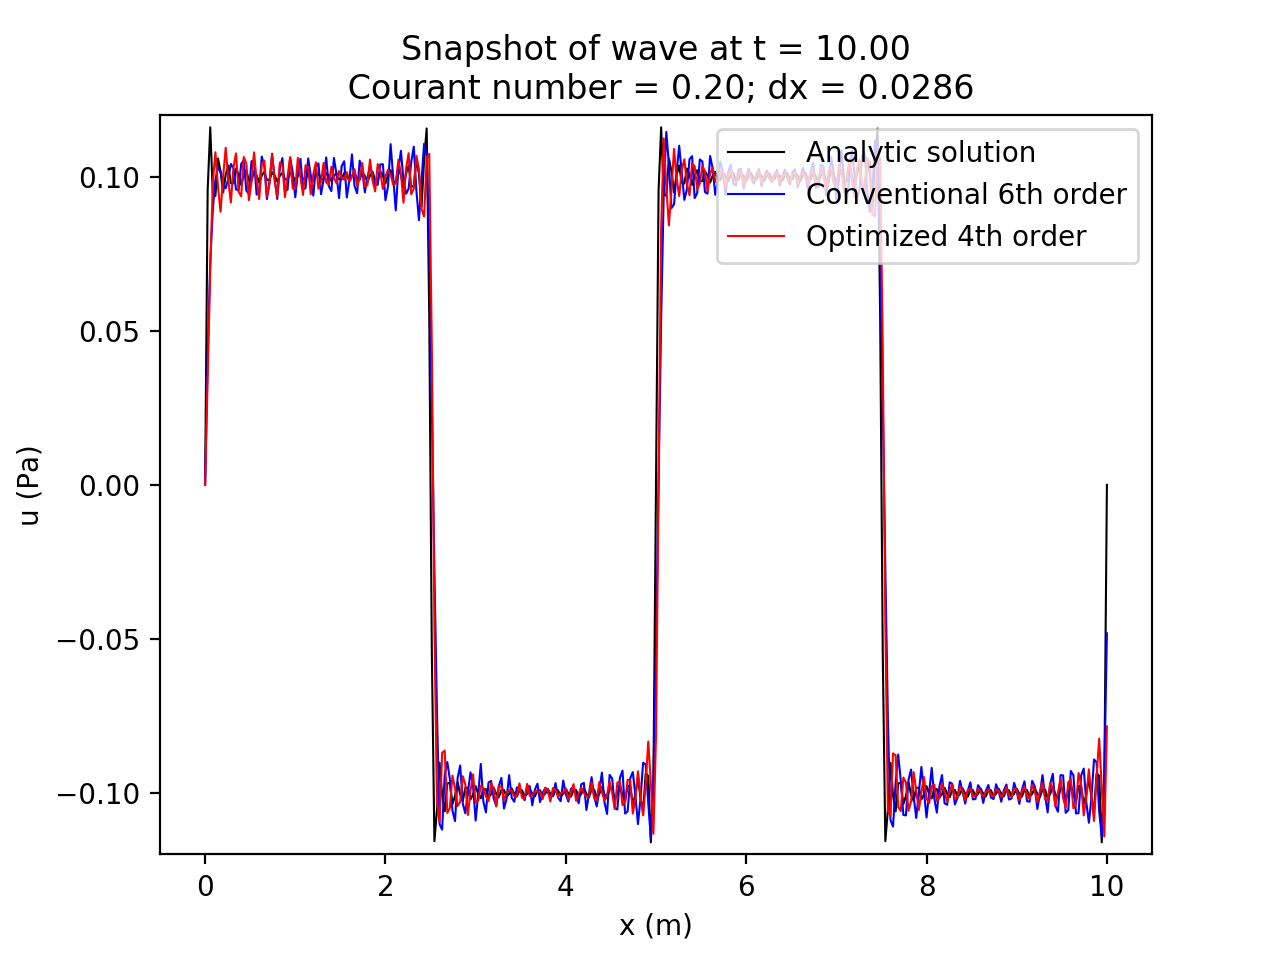 Snapshot of wave at t = 10.00
Courant number = 0.20; dx = 0.0286
Analytic solution
Conventional 6th order
Optimized 4th order
0.10
0.05
0.00
−0.05
−0.10
u (Pa)
0 2 4 6 8 10
x (m)